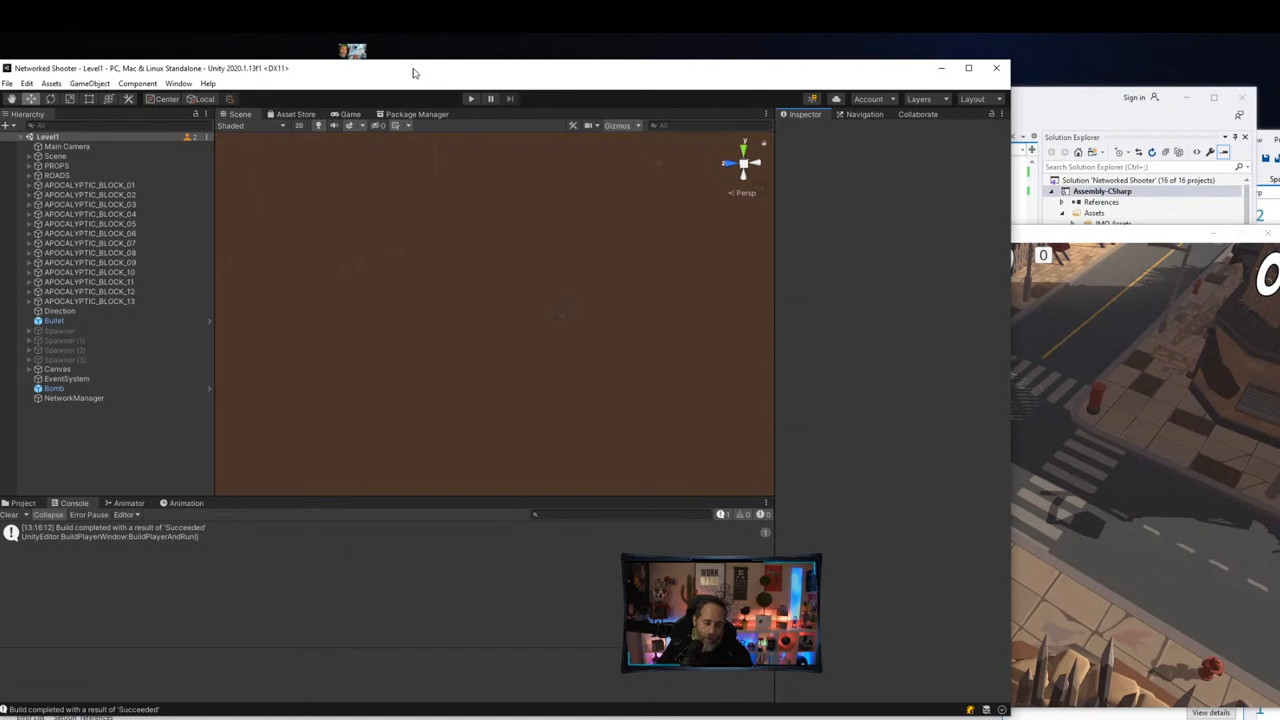 Networked Shooter - Level1 - PC, Mac & Linux Standalone - Unity 2020.1.13f1 <DX11>
File Edit Assets GameObject Component Window Help
Center Local Account Layers Layout
Hierarchy
All
Level1
2
Main Camera
Scene
PROPS
ROADS
APOCALYPTIC_BLOCK_01
APOCALYPTIC_BLOCK_02
APOCALYPTIC_BLOCK_03
APOCALYPTIC_BLOCK_04
APOCALYPTIC_BLOCK_05
APOCALYPTIC_BLOCK_06
APOCALYPTIC_BLOCK_07
APOCALYPTIC_BLOCK_08
APOCALYPTIC_BLOCK_09
APOCALYPTIC_BLOCK_10
APOCALYPTIC_BLOCK_11
APOCALYPTIC_BLOCK_12
APOCALYPTIC_BLOCK_13
Direction
Bullet
Spawner
Spawner (1)
Spawner (2)
Spawner (3)
Canvas
EventSystem
Bomb
NetworkManager
Scene Asset Store Game Package Manager
Shaded 2D 0 Gizmos All
y
z
Persp
Inspector Navigation Collaborate
Project Console Animator Animation
Clear Collapse Error Pause Editor 1 0 0
[13:16:12] Build completed with a result of 'Succeeded'
UnityEditor.BuildPlayerWindow:BuildPlayerAndRun()
1
WORK
HARD
Build completed with a result of 'Succeeded'
Sign in
Solution Explorer
Search Solution Explorer (Ctrl+;)
Solution 'Networked Shooter' (16 of 16 projects)
Assembly-CSharp
References
Assets
0
0
View details